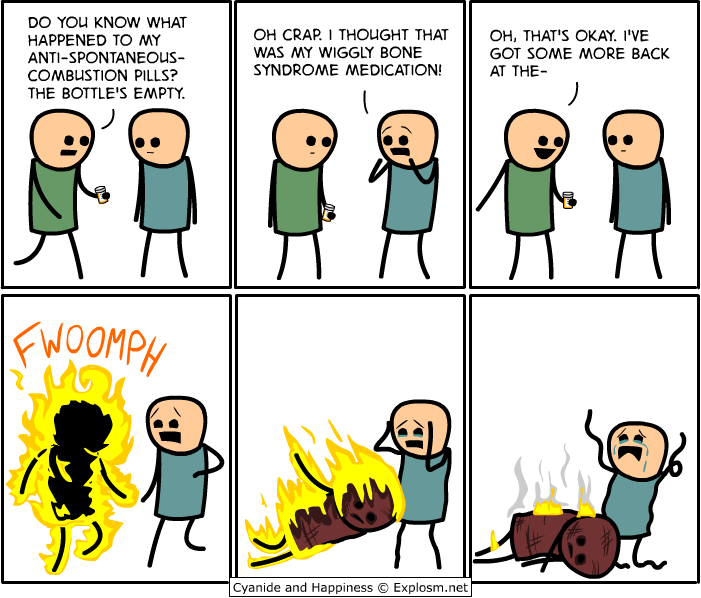 DO YOU KNOW WHAT
HAPPENED TO MY
ANTI-SPONTANEOUS-
COMBUSTION PILLS?
THE BOTTLE'S EMPTY.
OH CRAP. I THOUGHT THAT
WAS MY WIGGLY BONE
SYNDROME MEDICATION!
OH, THAT'S OKAY. I'VE
GOT SOME MORE BACK
AT THE-
FWOOMPH
Cyanide and Happiness © Explosm.net